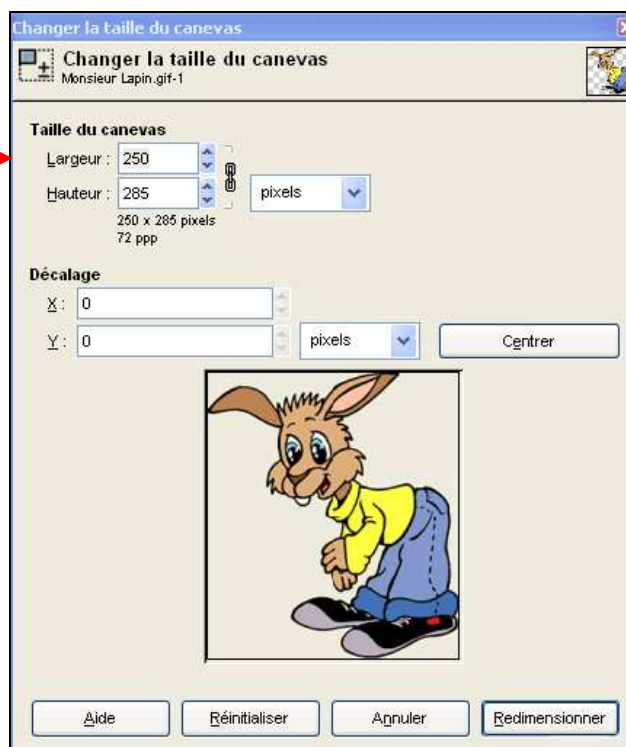 Changer la taille du canevas
Changer la taille du canevas
Monsieur Lapin.gif-1
Taille du canevas
Largeur : 250
Hauteur : 285 pixels
250 x 285 pixels
72 ppp
Décalage
X : 0
Y : 0 pixels Centrer
Aide Réinitialiser Annuler Redimensionner